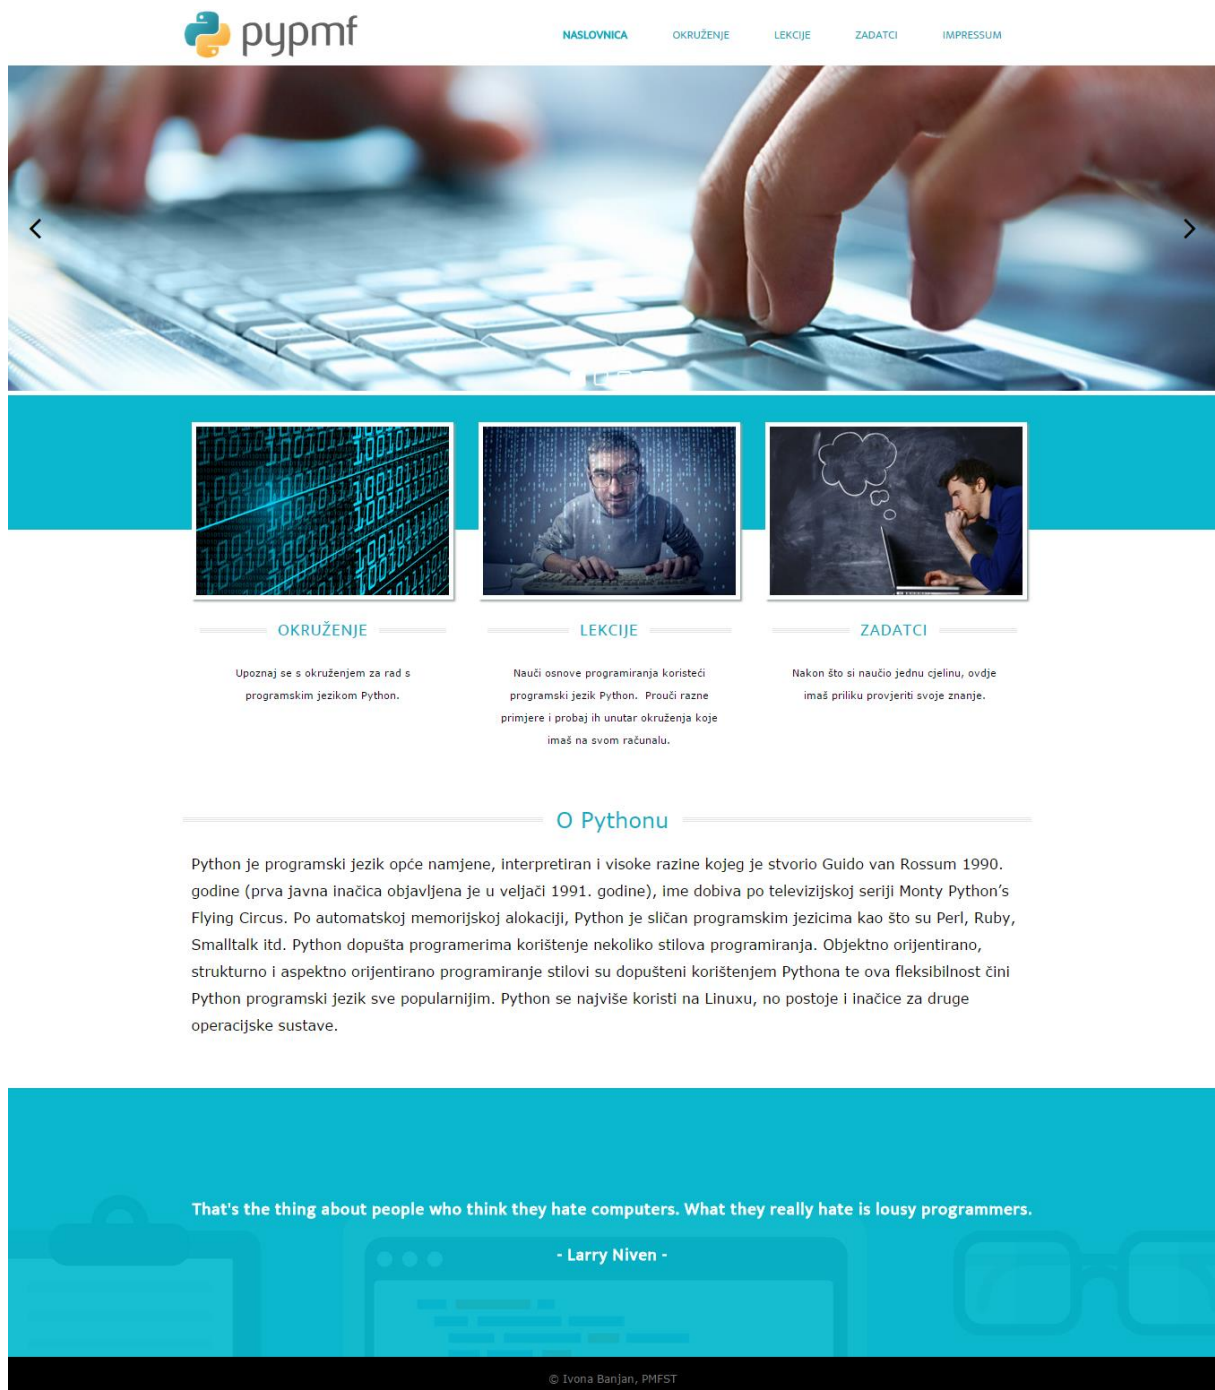 pypmf
NASLOVNICA OKRUŽENJE LEKCIJE ZADATCI IMPRESSUM
OKRUŽENJE
Upoznaj se s okruženjem za rad s
programskim jezikom Python.
LEKCIJE
Nauči osnove programiranja koristeći
programski jezik Python. Prouči razne
primjere i probaj ih unutar okruženja koje
imaš na svom računalu.
ZADATCI
Nakon što si naučio jednu cjelinu, ovdje
imaš priliku provjeriti svoje znanje.
O Pythonu
Python je programski jezik opće namjene, interpretiran i visoke razine kojeg je stvorio Guido van Rossum 1990.
godine (prva javna inačica objavljena je u veljači 1991. godine), ime dobiva po televizijskoj seriji Monty Python’s
Flying Circus. Po automatskoj memorijskoj alokaciji, Python je sličan programskim jezicima kao što su Perl, Ruby,
Smalltalk itd. Python dopušta programerima korištenje nekoliko stilova programiranja. Objektno orijentirano,
strukturno i aspektno orijentirano programiranje stilovi su dopušteni korištenjem Pythona te ova fleksibilnost čini
Python programski jezik sve popularnijim. Python se najviše koristi na Linuxu, no postoje i inačice za druge
operacijske sustave.
That's the thing about people who think they hate computers. What they really hate is lousy programmers.
- Larry Niven -
© Ivona Banjan, PMFST